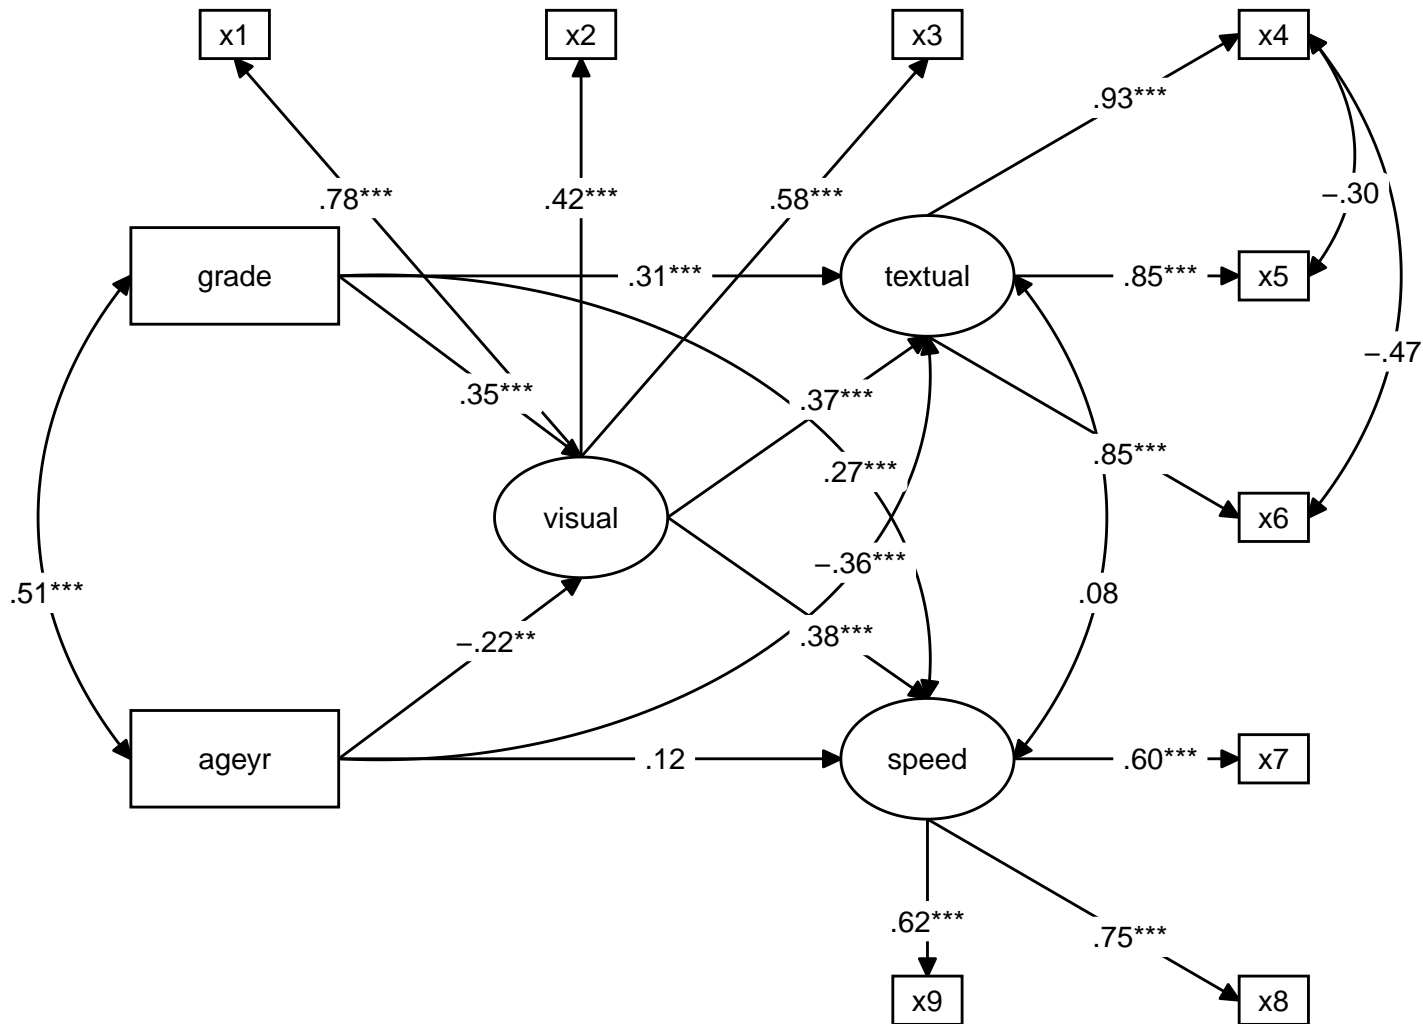 x1
x2
x3
x4
.93***
.78***
.42***
.58***
−.30
grade
.31***
textual
.85***
x5
−.47
.35***
.37***
.85***
.27***
visual
x6
−.36***
.51***
.08
−.22**
.38***
ageyr
.12
speed
.60***
x7
.62***
.75***
x9
x8